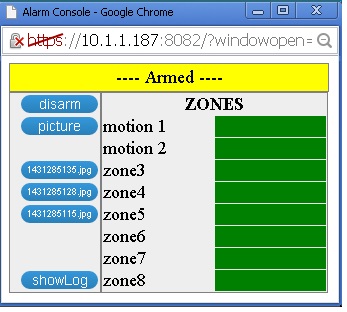 Alarm Console - Google Chrome
https://10.1.1.187:8082/?windowopen=
---- Armed ----
disarm ZONES
picture motion 1
motion 2
1431285135.jpg zone3
1431285128.jpg zone4
1431285115.jpg zone5
zone6
zone7
showLog zone8